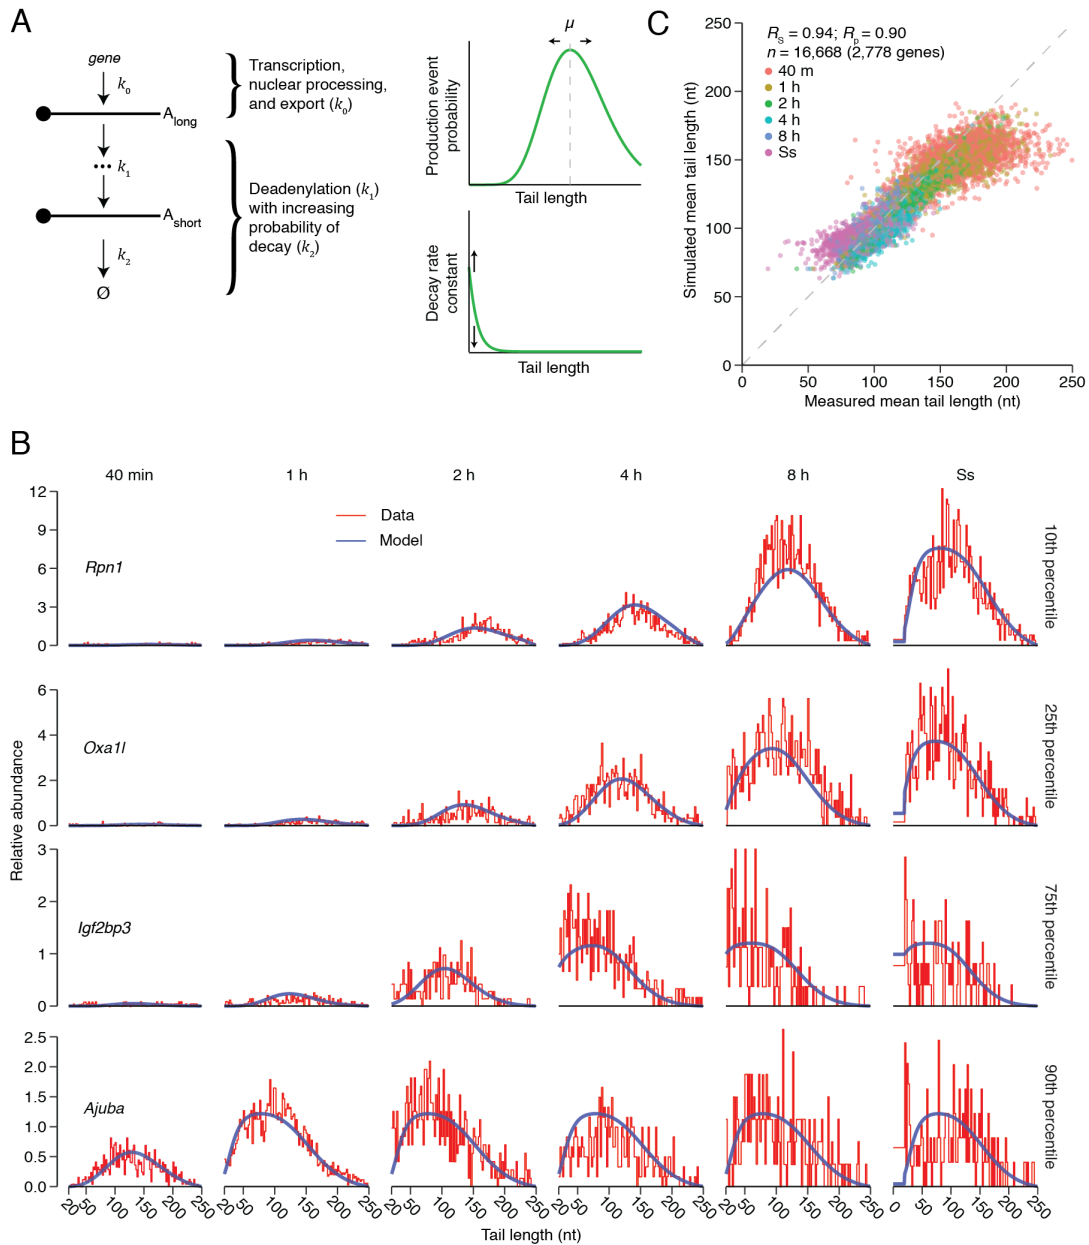 A
gene
k0
Along
k1
Ashort
k2
Ø
Transcription,
nuclear processing,
and export (k0)
Deadenylation (k1)
with increasing
probability of
decay (k2)
μ
Production event
probability
Tail length
Decay rate
constant
Tail length
C
RS = 0.94; Rp = 0.90
n = 16,668 (2,778 genes)
40 m
1 h
2 h
4 h
8 h
Ss
Simulated mean tail length (nt)
250
200
150
100
50
0
0 50 100 150 200 250
Measured mean tail length (nt)
B
40 min 1 h 2 h 4 h 8 h Ss
Data
Model
Relative abundance
12
9
6
3
0
Rpn1
10th percentile
6
4
2
0
Oxa1l
25th percentile
3
2
1
0
Igf2bp3
75th percentile
2.5
2.0
1.5
1.0
0.5
0.0
Ajuba
90th percentile
20 50 100 150 200 250 20 50 100 150 200 250 20 50 100 150 200 250 20 50 100 150 200 250 20 50 100 150 200 250 0 50 100 150 200 250
Tail length (nt)